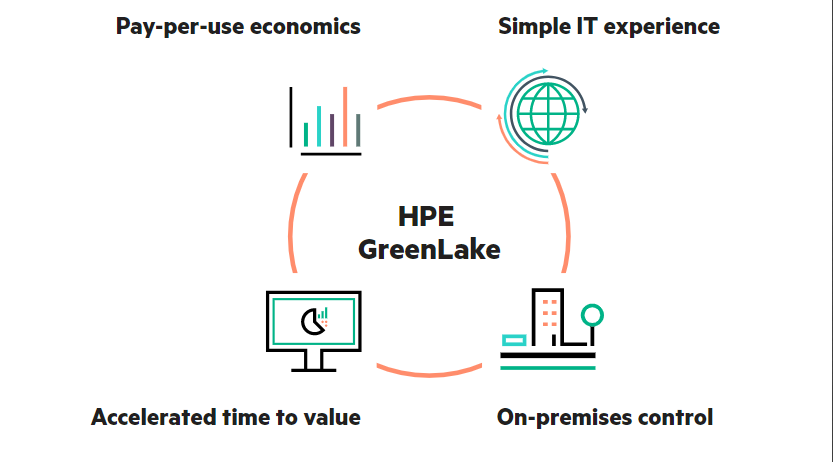 Pay-per-use economics
Simple IT experience
HPE
GreenLake
Accelerated time to value
On-premises control